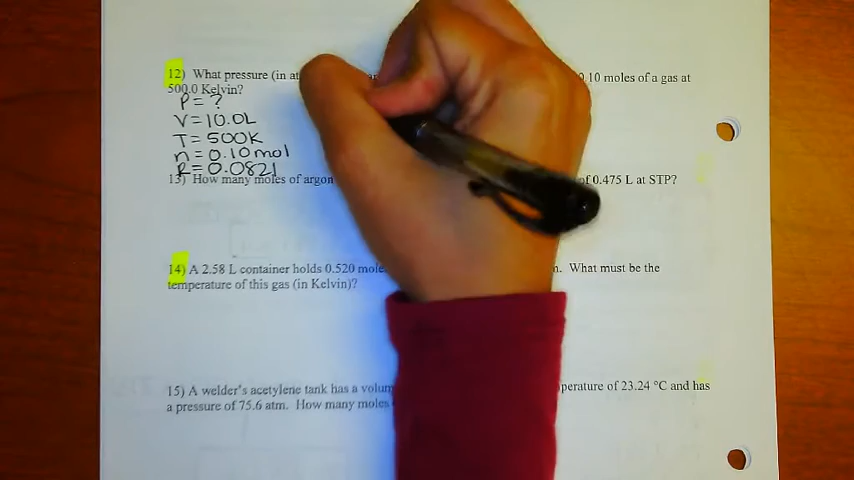 12) What pressure (in at 0.10 moles of a gas at
500.0 Kelvin?
P = ?
V = 10.0L
T = 500K
n = 0.10 mol
R = 0.0821
13) How many moles of argon of 0.475 L at STP?
14) A 2.58 L container holds 0.520 mole What must be the
temperature of this gas (in Kelvin)?
15) A welder's acetylene tank has a volum perature of 23.24 °C and has
a pressure of 75.6 atm. How many moles